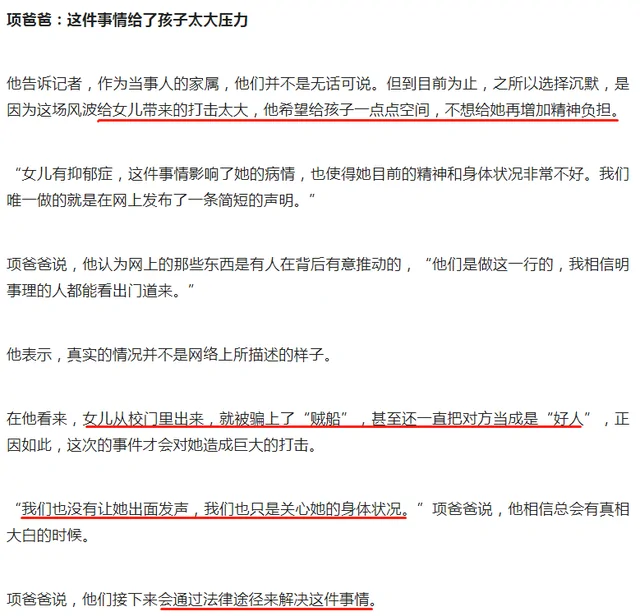 项爸爸：这件事情给了孩子太大压力
他告诉记者，作为当事人的家属，他们并不是无话可说。但到目前为止，之所以选择沉默，是
因为这场风波给女儿带来的打击太大，他希望给孩子一点点空间，不想给她再增加精神负担。
“女儿有抑郁症，这件事情影响了她的病情，也使得她目前的精神和身体状况非常不好。我们
唯一做的就是在网上发布了一条简短的声明。”
项爸爸说，他认为网上的那些东西是有人在背后有意推动的，“他们是做这一行的，我相信明
事理的人都能看出门道来。”
他表示，真实的情况并不是网络上所描述的样子。
在他看来，女儿从校门里出来，就被骗上了“贼船”，甚至还一直把对方当成是“好人”，正
因如此，这次的事件才会对她造成巨大的打击。
“我们也没有让她出面发声，我们也只是关心她的身体状况。“项爸爸说，他相信总会有真相
大白的时候。
项爸爸说，他们接下来会通过法律途径来解决这件事情。